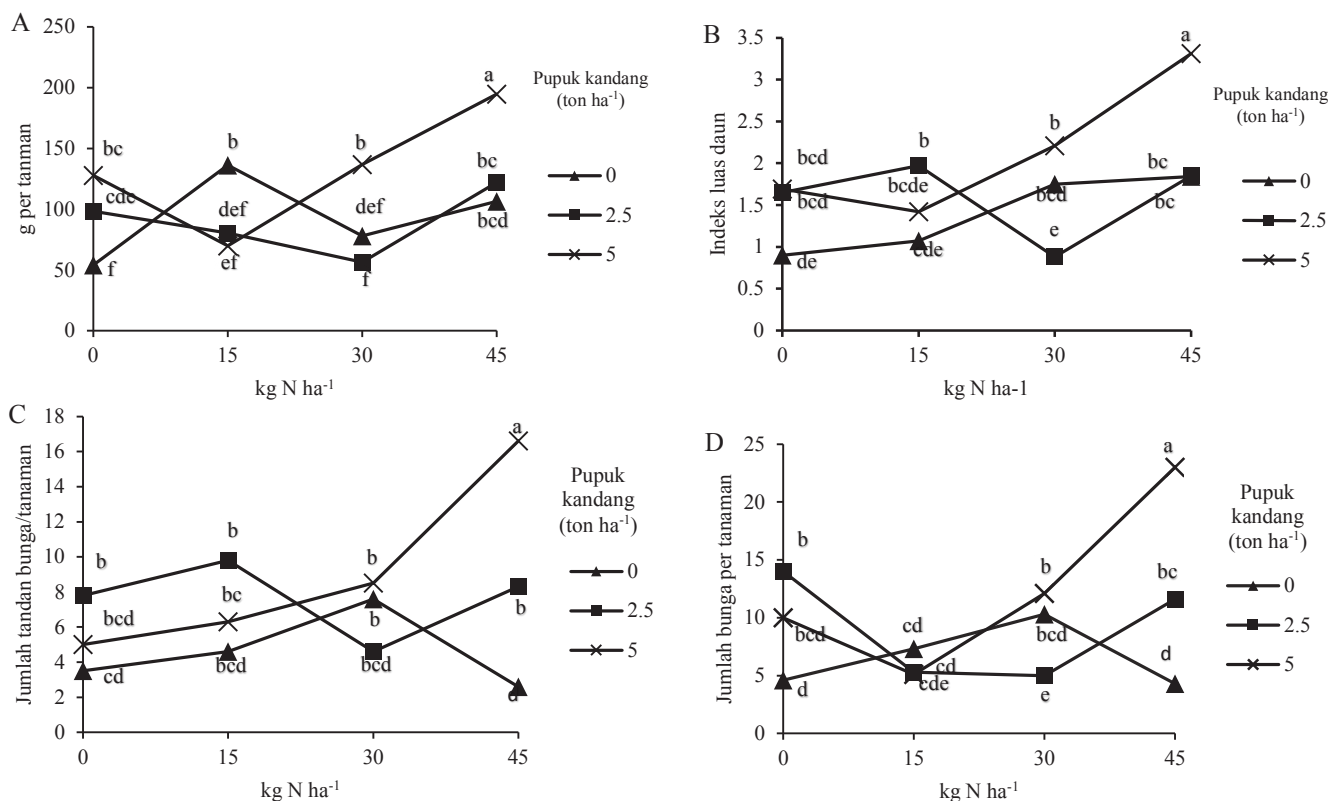 A
250
200
150
100
50
0
g per tanman
bc
cde
f
b
def
ef
b
def
f
a
bc
bcd
0
15
30
45
kg N ha⁻¹
Pupuk kandang
(ton ha⁻¹)
0
2.5
5
B
3.5
3
2.5
2
1.5
1
0.5
0
Indeks luas daun
bcd
bcd
de
b
bcde
cde
b
bcd
e
a
bc
bc
0
15
30
45
kg N ha-1
Pupuk kandang
(ton ha⁻¹)
0
2.5
5
C
18
16
14
12
10
8
6
4
2
0
Jumlah tandan bunga/tanaman
b
bcd
cd
b
bc
bcd
b
b
bcd
a
b
d
0
15
30
45
kg N ha⁻¹
Pupuk
kandang
(ton ha⁻¹)
0
2.5
5
D
25
20
15
10
5
0
Jumlah bunga per tanaman
b
bcd
d
cd
cd
cde
b
bcd
e
a
bc
d
0
15
30
45
kg N ha⁻¹
Pupuk
kandang
(ton ha⁻¹)
0
2.5
5